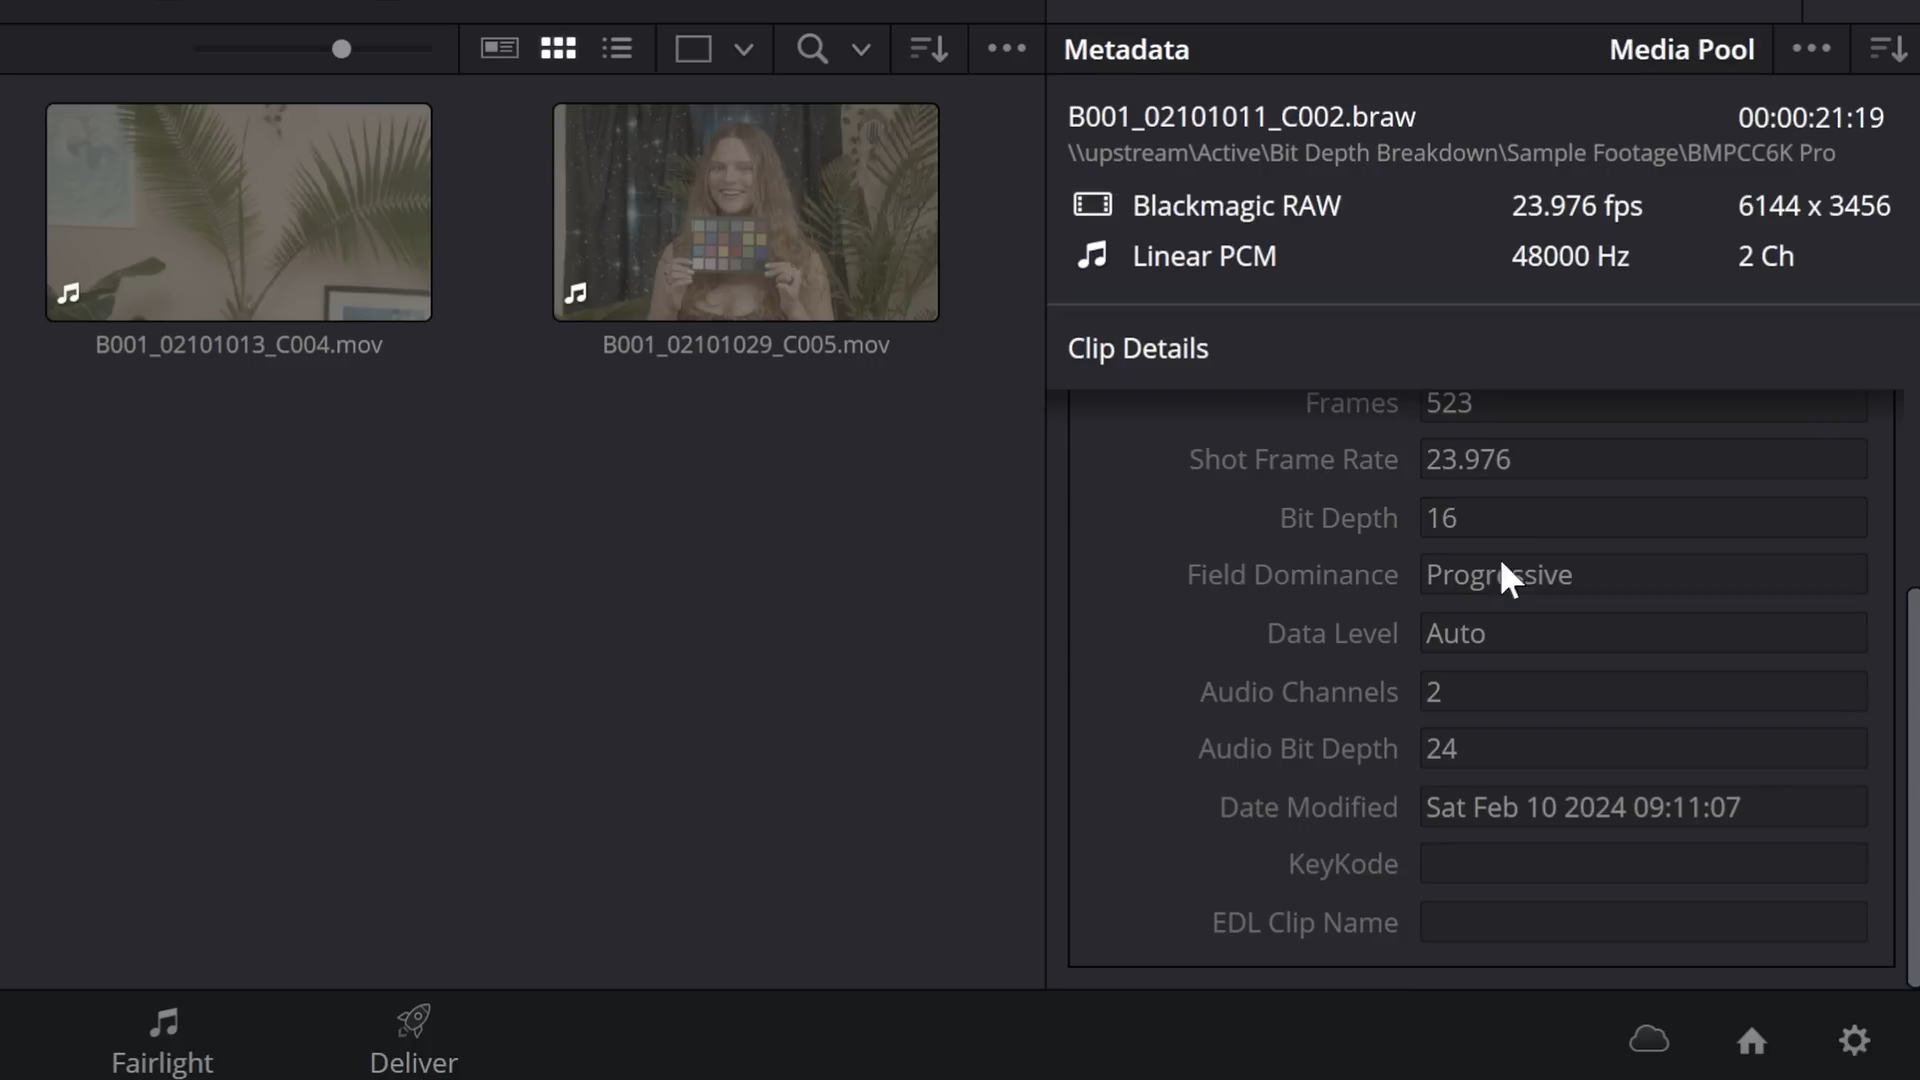 Metadata
Media Pool
B001_02101011_C002.braw
00:00:21:19
\\upstream\Active\Bit Depth Breakdown\Sample Footage\BMPCC6K Pro
Blackmagic RAW
23.976 fps
6144 x 3456
Linear PCM
48000 Hz
2 Ch
Clip Details
Frames
523
Shot Frame Rate
23.976
Bit Depth
16
Field Dominance
Progressive
Data Level
Auto
Audio Channels
2
Audio Bit Depth
24
Date Modified
Sat Feb 10 2024 09:11:07
KeyKode
EDL Clip Name
B001_02101013_C004.mov
B001_02101029_C005.mov
Fairlight
Deliver